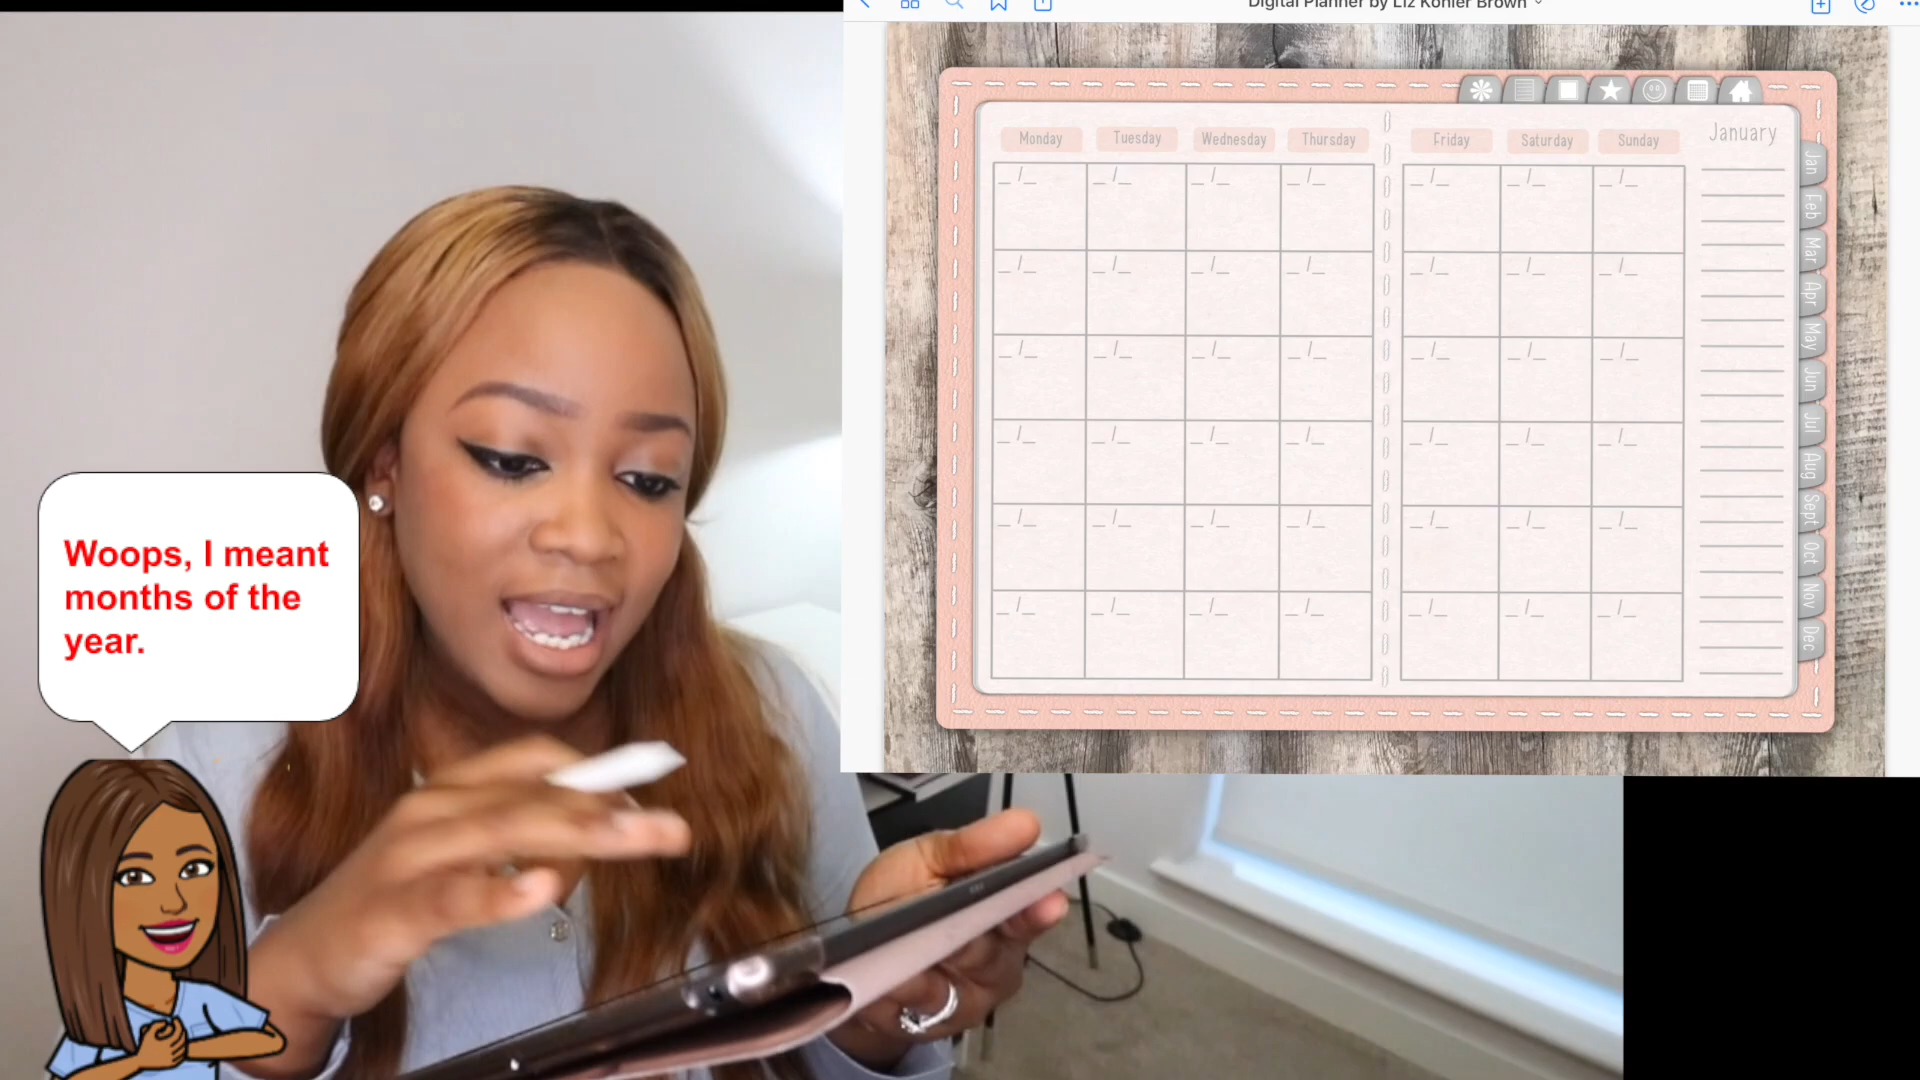 Digital Planner by Liz Kohler Brown
Monday Tuesday Wednesday Thursday Friday Saturday Sunday
January
_ /_ _ /_ _ /_ _ /_ _ /_ _ /_ _ /_
_ /_ _ /_ _ /_ _ /_ _ /_ _ /_ _ /_
_ /_ _ /_ _ /_ _ /_ _ /_ _ /_ _ /_
_ /_ _ /_ _ /_ _ /_ _ /_ _ /_ _ /_
_ /_ _ /_ _ /_ _ /_ _ /_ _ /_ _ /_
_ /_ _ /_ _ /_ _ /_ _ /_ _ /_ _ /_
Jan
Feb
Mar
Apr
May
Jun
Jul
Aug
Sept
Oct
Nov
Dec
Woops, I meant
months of the
year.